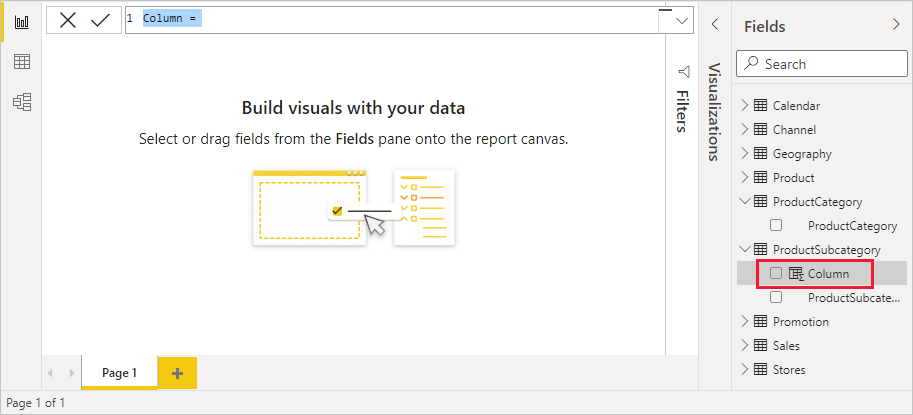 1 Column =
Build visuals with your data
Select or drag fields from the Fields pane onto the report canvas.
Filters
Visualizations
Fields
Search
Calendar
Channel
Geography
Product
ProductCategory
ProductCategory
ProductSubcategory
Column
ProductSubcate...
Promotion
Sales
Stores
Page 1
Page 1 of 1